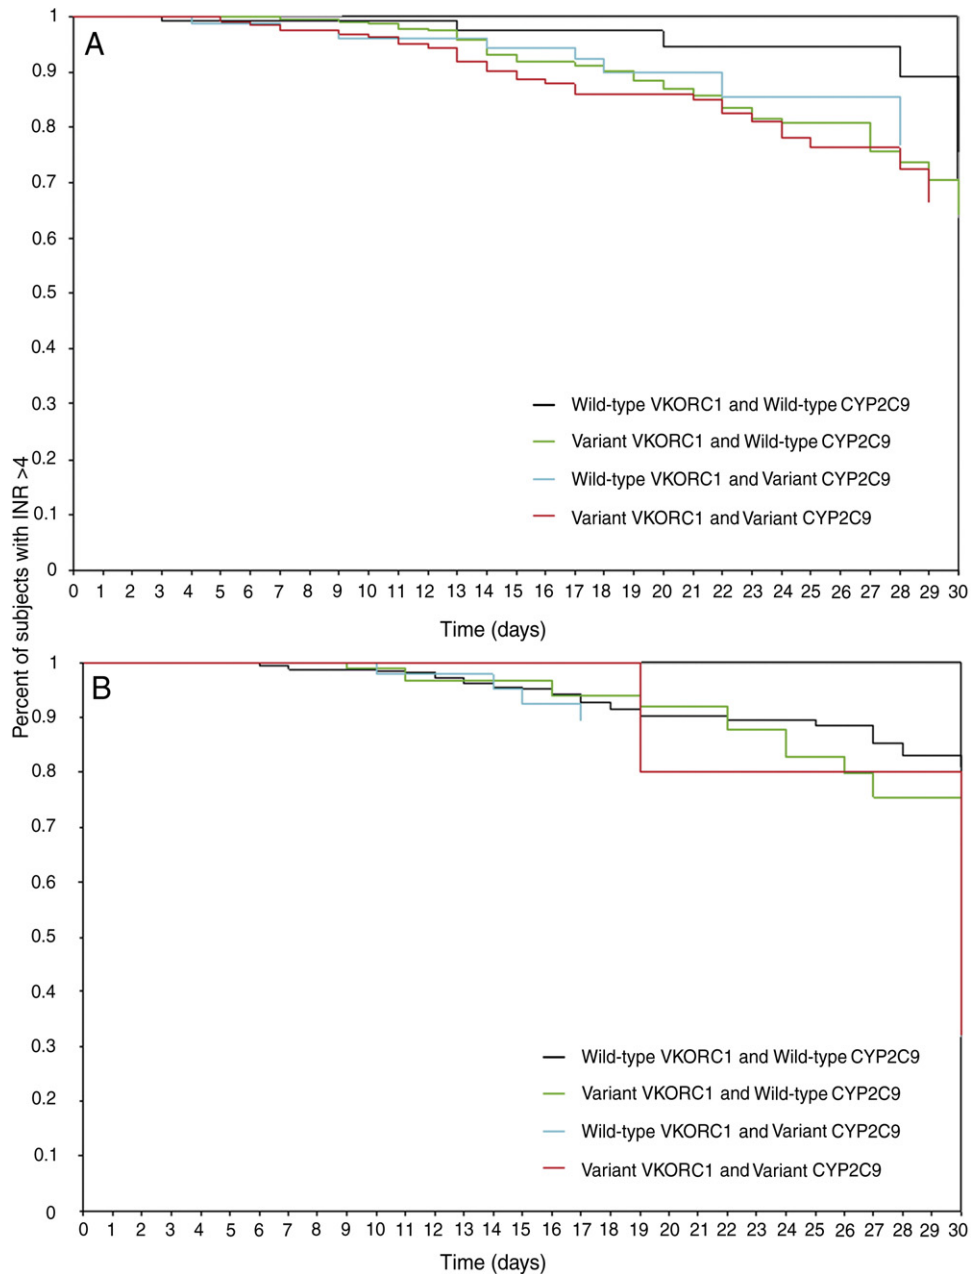 Percent of subjects with INR >4
A
1
0.9
0.8
0.7
0.6
0.5
0.4
0.3
0.2
0.1
0
Wild-type VKORC1 and Wild-type CYP2C9
Variant VKORC1 and Wild-type CYP2C9
Wild-type VKORC1 and Variant CYP2C9
Variant VKORC1 and Variant CYP2C9
0 1 2 3 4 5 6 7 8 9 10 11 12 13 14 15 16 17 18 19 20 21 22 23 24 25 26 27 28 29 30
Time (days)
B
1
0.9
0.8
0.7
0.6
0.5
0.4
0.3
0.2
0.1
0
Wild-type VKORC1 and Wild-type CYP2C9
Variant VKORC1 and Wild-type CYP2C9
Wild-type VKORC1 and Variant CYP2C9
Variant VKORC1 and Variant CYP2C9
0 1 2 3 4 5 6 7 8 9 10 11 12 13 14 15 16 17 18 19 20 21 22 23 24 25 26 27 28 29 30
Time (days)